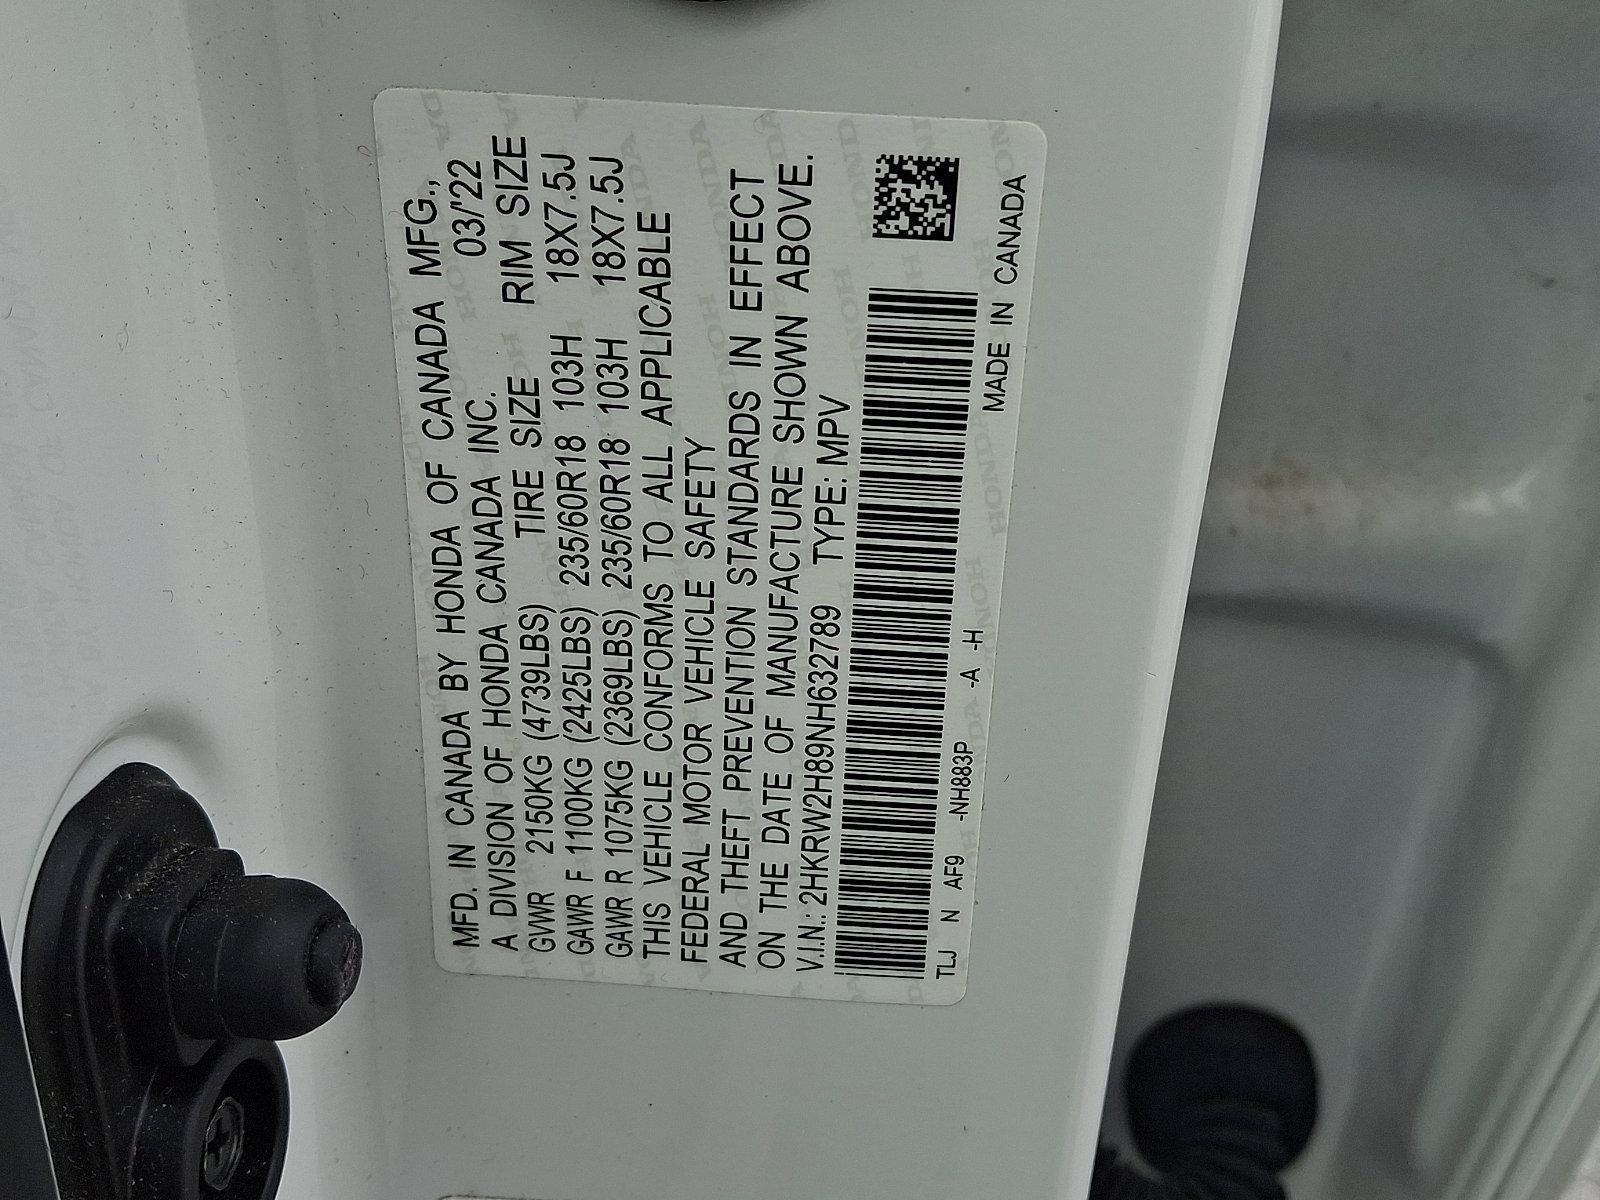 MFD. IN CANADA BY HONDA OF CANADA MFG.,
A DIVISION OF HONDA CANADA INC. 03/'22
GVWR 2150KG (4739LBS) TIRE SIZE RIM SIZE
GAWR F 1100KG (2425LBS) 235/60R18 103H 18X7.5J
GAWR R 1075KG (2369LBS) 235/60R18 103H 18X7.5J
THIS VEHICLE CONFORMS TO ALL APPLICABLE
FEDERAL MOTOR VEHICLE SAFETY
AND THEFT PREVENTION STANDARDS IN EFFECT
ON THE DATE OF MANUFACTURE SHOWN ABOVE.
V.I.N.: 2HKRW2H89NH632789 TYPE: MPV
TLJ N AF9 -NH883P -A -H MADE IN CANADA